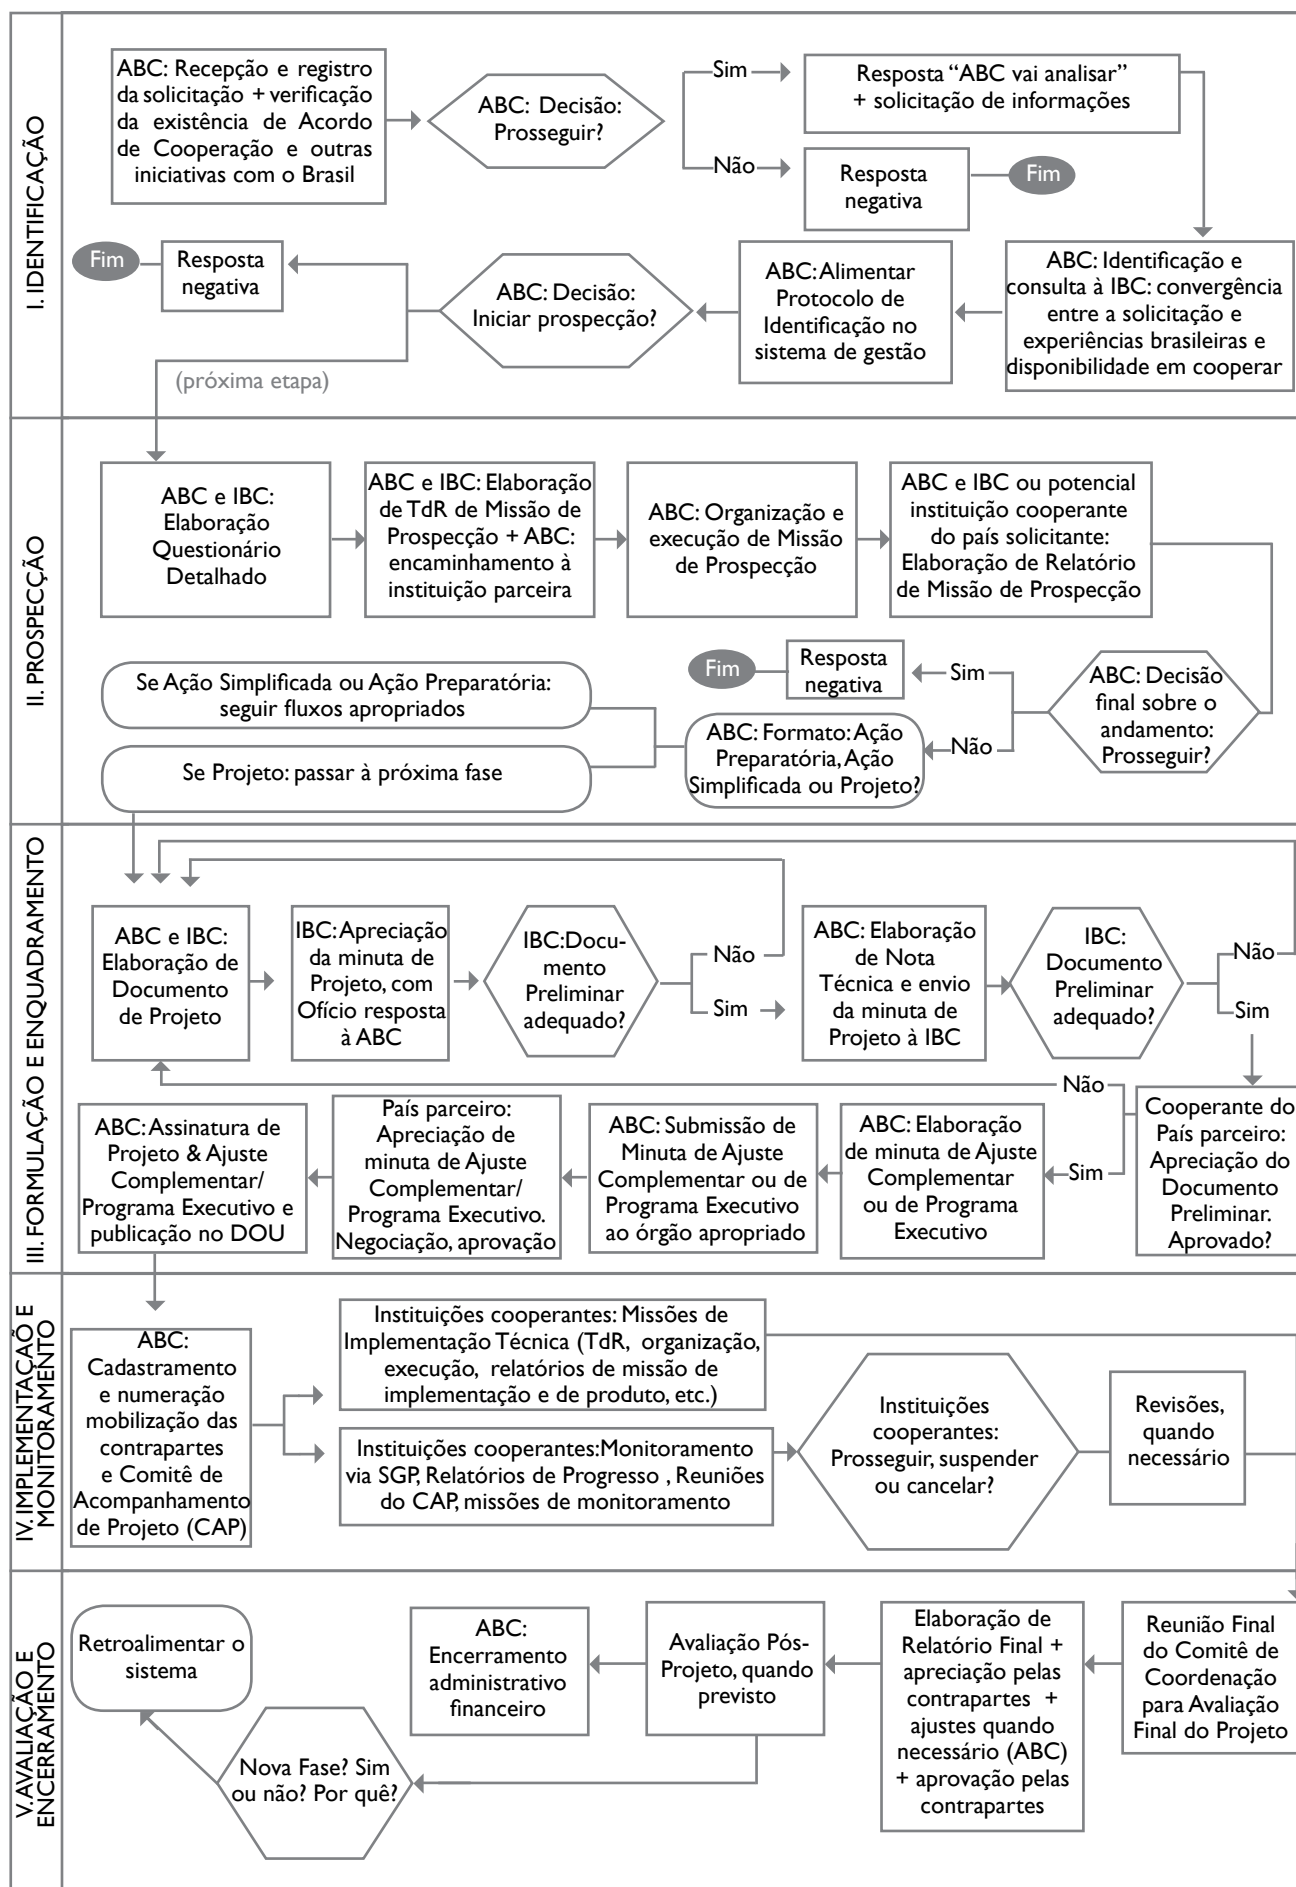 I. IDENTIFICAÇÃO
ABC: Recepção e registro
da solicitação + verificação
da existência de Acordo
de Cooperação e outras
iniciativas com o Brasil
ABC: Decisão:
Prosseguir?
Sim
Resposta “ABC vai analisar”
+ solicitação de informações
Não
Resposta
negativa
Fim
Fim
Resposta
negativa
ABC: Decisão:
Iniciar prospecção?
ABC: Alimentar
Protocolo de
Identificação no
sistema de gestão
ABC: Identificação e
consulta à IBC: convergência
entre a solicitação e
experiências brasileiras e
disponibilidade em cooperar
(próxima etapa)
II. PROSPECÇÃO
ABC e IBC:
Elaboração
Questionário
Detalhado
ABC e IBC: Elaboração
de TdR de Missão de
Prospecção + ABC:
encaminhamento à
instituição parceira
ABC: Organização e
execução de Missão
de Prospecção
ABC e IBC ou potencial
instituição cooperante
do país solicitante:
Elaboração de Relatório
de Missão de Prospecção
Se Ação Simplificada ou Ação Preparatória:
seguir fluxos apropriados
Fim
Resposta
negativa
Sim
ABC: Decisão
final sobre o
andamento:
Prosseguir?
Não
ABC: Formato: Ação
Preparatória, Ação
Simplificada ou Projeto?
Se Projeto: passar à próxima fase
III. FORMULAÇÃO E ENQUADRAMENTO
ABC e IBC:
Elaboração de
Documento
de Projeto
IBC: Apreciação
da minuta de
Projeto, com
Ofício resposta
à ABC
IBC:Docu-
mento
Preliminar
adequado?
Não
Sim
ABC: Elaboração
de Nota
Técnica e envio
da minuta de
Projeto à IBC
IBC:
Documento
Preliminar
adequado?
Não
Sim
Não
ABC: Assinatura de
Projeto & Ajuste
Complementar/
Programa Executivo e
publicação no DOU
País parceiro:
Apreciação de
minuta de Ajuste
Complementar/
Programa Executivo.
Negociação, aprovação
ABC: Submissão de
Minuta de Ajuste
Complementar ou de
Programa Executivo
ao órgão apropriado
ABC: Elaboração
de minuta de Ajuste
Complementar
ou de Programa
Executivo
Sim
Cooperante do
País parceiro:
Apreciação do
Documento
Preliminar.
Aprovado?
IV. IMPLEMENTAÇÃO E
MONITORAMENTO
ABC:
Cadastramento
e numeração
mobilização das
contrapartes
e Comitê de
Acompanhamento
de Projeto (CAP)
Instituições cooperantes: Missões de
Implementação Técnica (TdR, organização,
execução, relatórios de missão de
implementação e de produto, etc.)
Instituições cooperantes:Monitoramento
via SGP, Relatórios de Progresso , Reuniões
do CAP, missões de monitoramento
Instituições
cooperantes:
Prosseguir, suspender
ou cancelar?
Revisões,
quando
necessário
V. AVALIAÇÃO E
ENCERRAMENTO
Retroalimentar o
sistema
ABC:
Encerramento
administrativo
financeiro
Avaliação Pós-
Projeto, quando
previsto
Elaboração de
Relatório Final +
apreciação pelas
contrapartes +
ajustes quando
necessário (ABC)
+ aprovação pelas
contrapartes
Reunião Final
do Comitê de
Coordenação
para Avaliação
Final do Projeto
Nova Fase? Sim
ou não? Por quê?